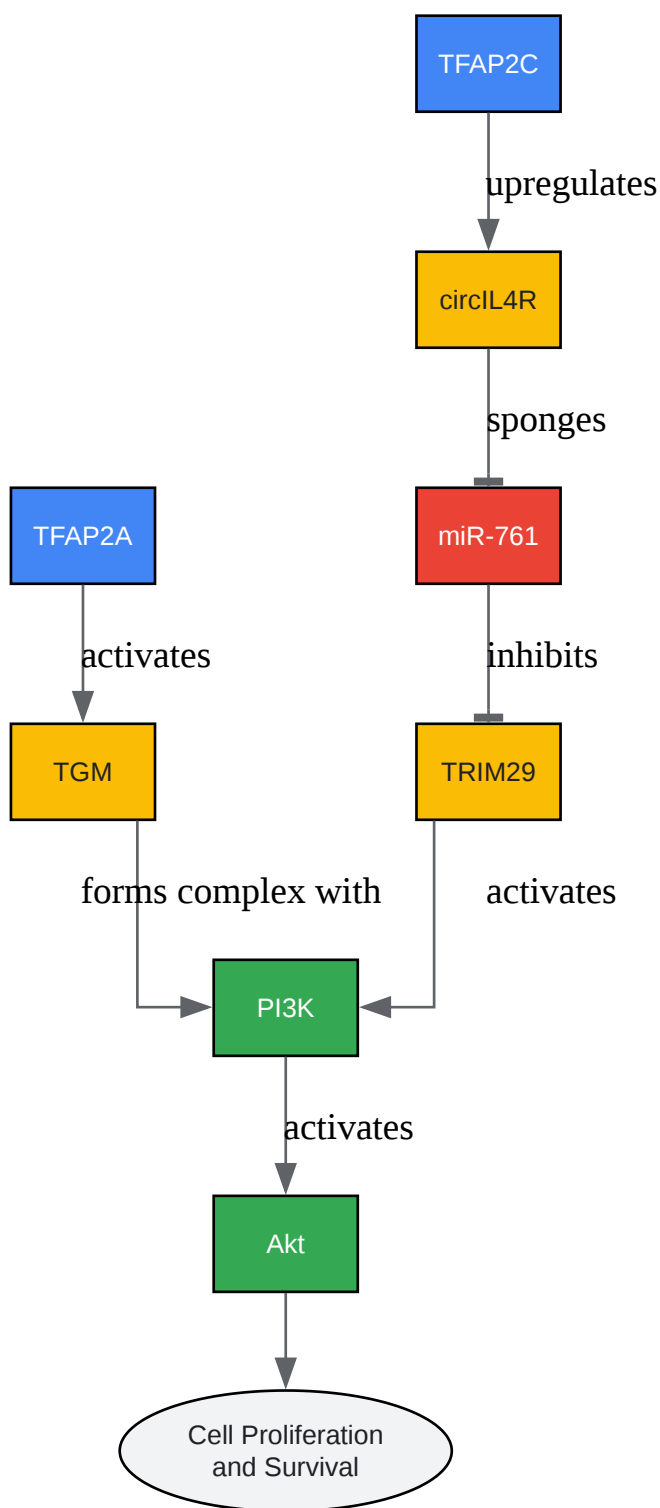 TFAP2C
upregulates
circIL4R
sponges
TFAP2A
miR-761
activates
inhibits
TGM
TRIM29
forms complex with
activates
PI3K
activates
Akt
Cell Proliferation
and Survival